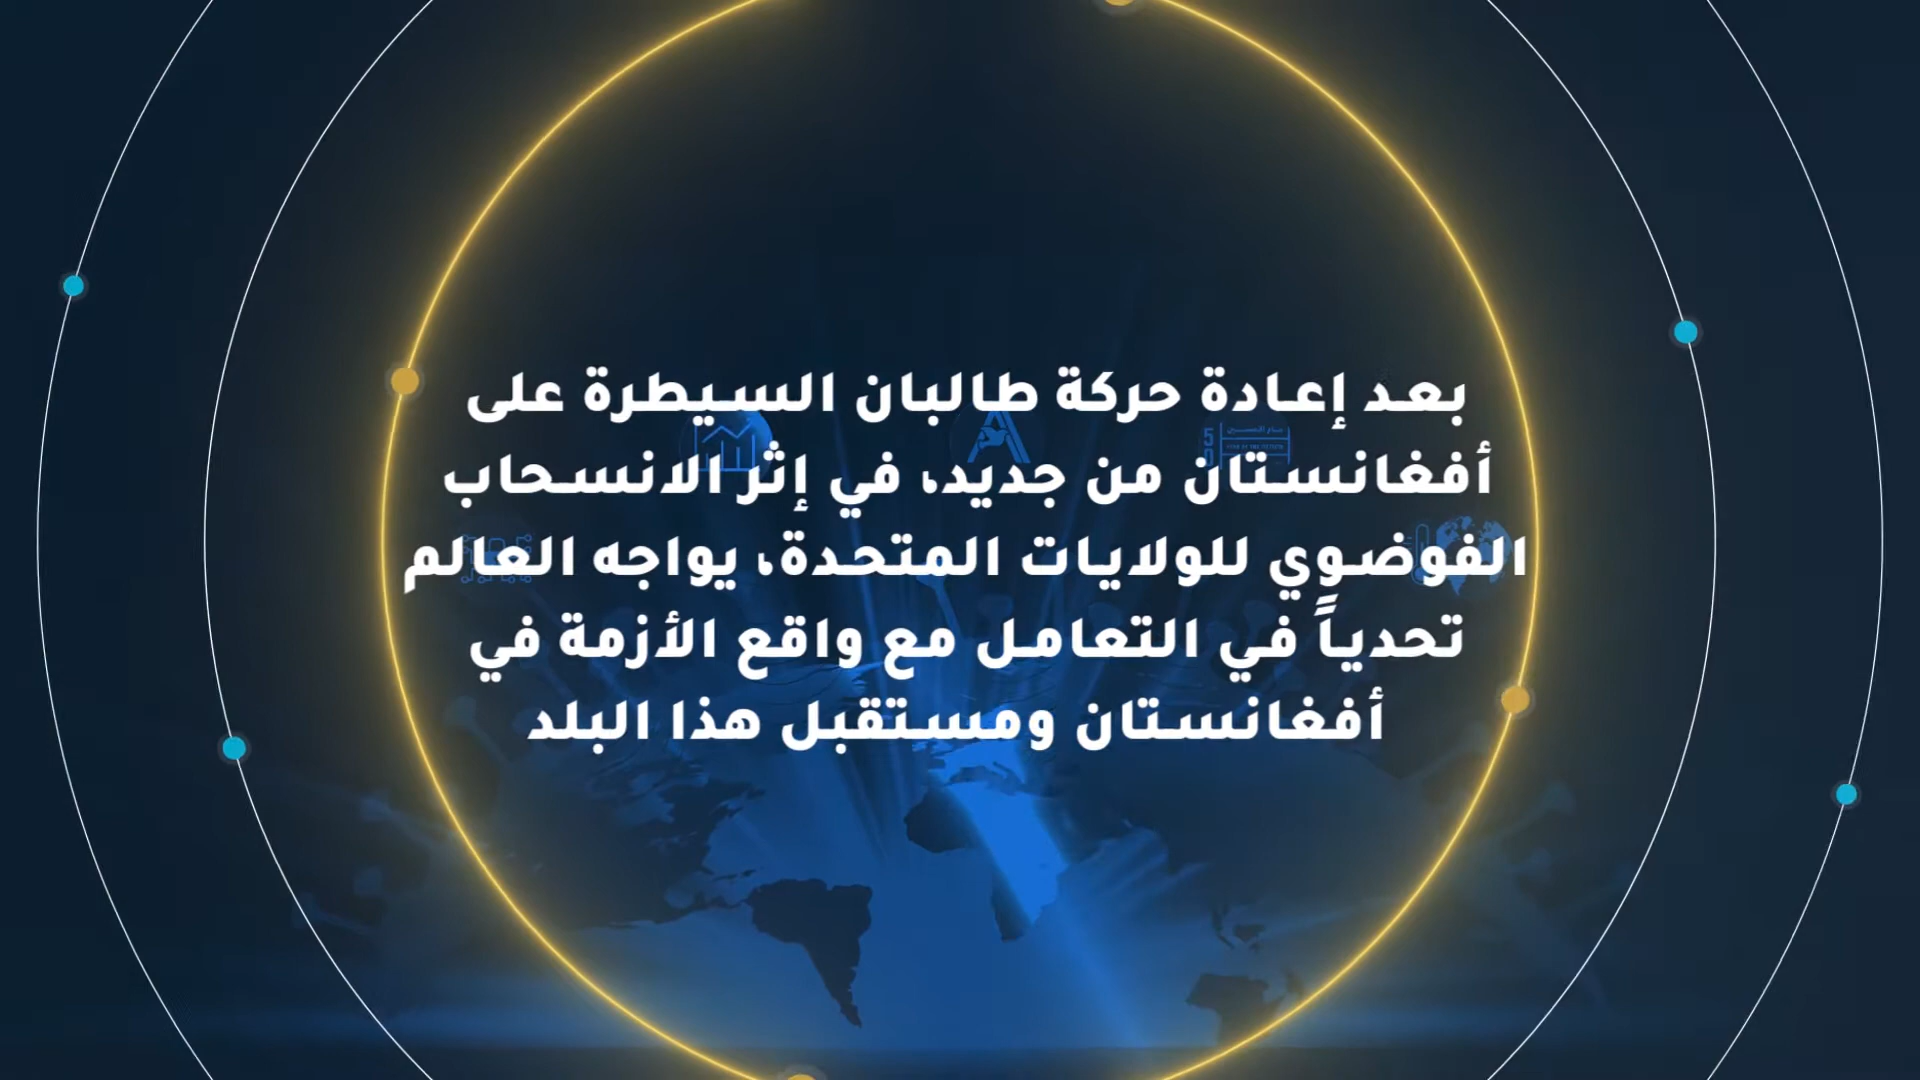 بعد إعادة حركة طالبان السيطرة على
أفغانستان من جديد، في إثر الانسحاب
الفوضوي للولايات المتحدة، يواجه العالم
تحدياً في التعامل مع واقع الأزمة في
أفغانستان ومستقبل هذا البلد